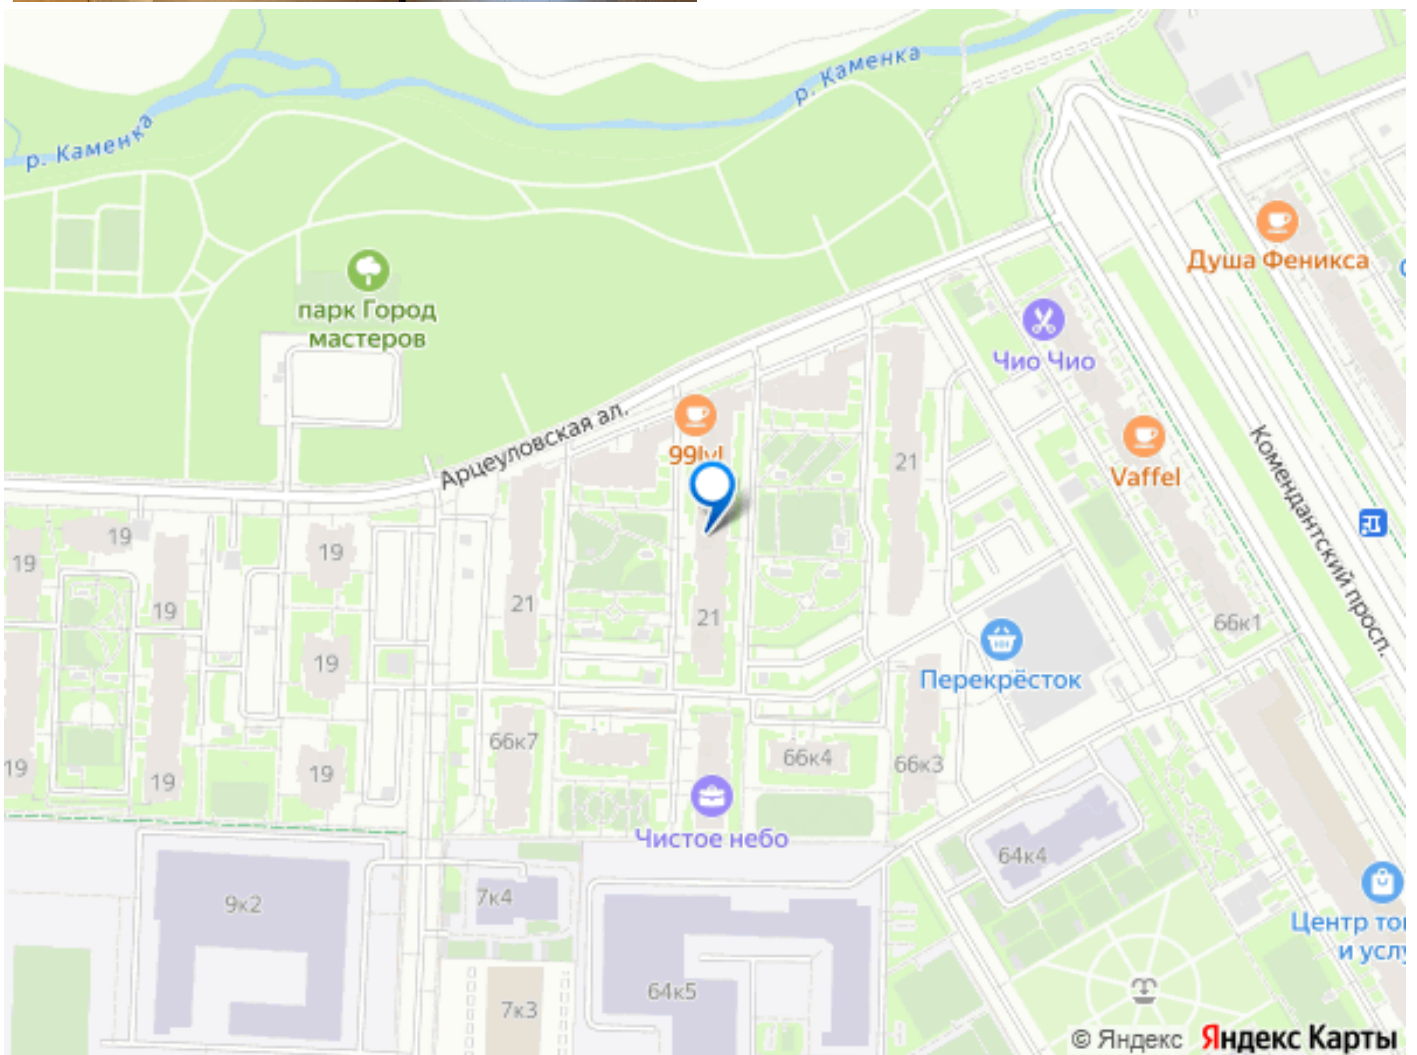 р. Каменка
р. Каменка
Душа Феникса
парк Город
мастеров
Чио Чио
Арцеуловская ал.
99lvl
Vaffel
21
Комендантский просп.
19
19
19
19
21
21
66к1
19
Перекрёсток
66к7
66к4
66к3
19
19
19
Чистое небо
64к4
9к2
7к4
Центр
и
64к5
7к3
© Яндекс Яндекс Карты